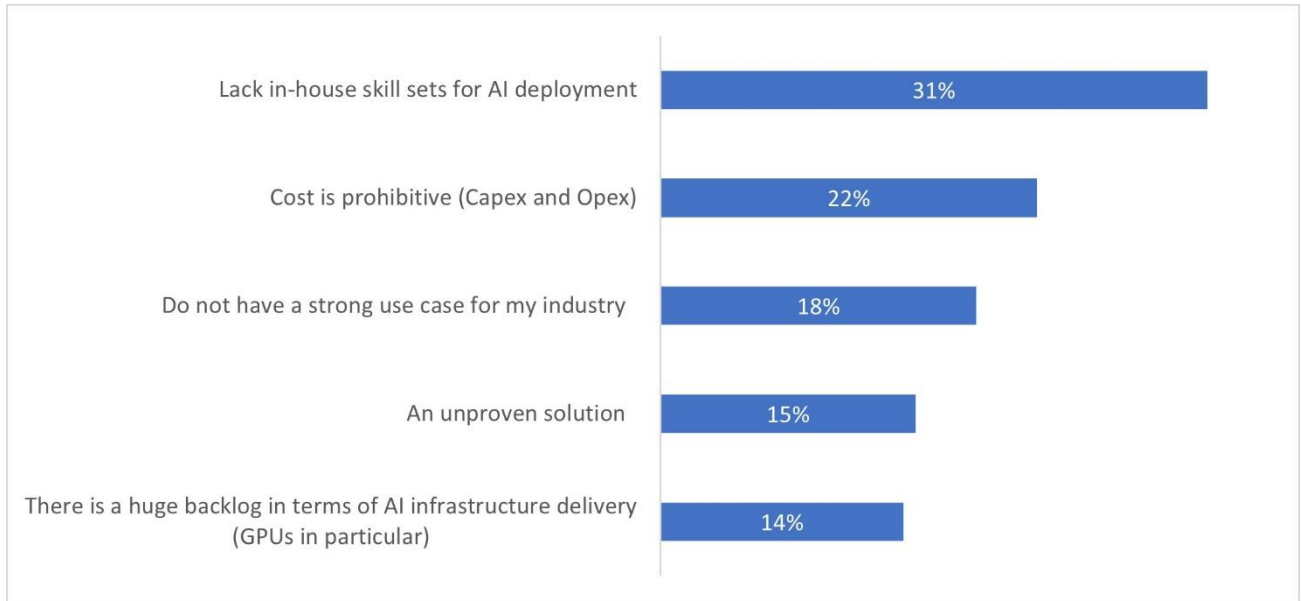 Lack in-house skill sets for AI deployment
31%
Cost is prohibitive (Capex and Opex)
22%
Do not have a strong use case for my industry
18%
An unproven solution
15%
There is a huge backlog in terms of AI infrastructure delivery
(GPUs in particular)
14%